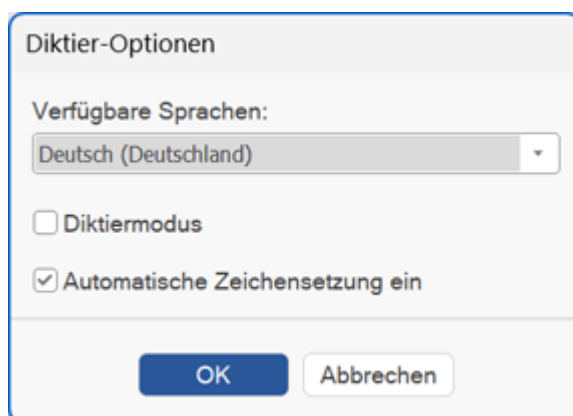 Diktier-Optionen
Verfügbare Sprachen:
Deutsch (Deutschland)
Diktiermodus
Automatische Zeichensetzung ein
OK Abbrechen